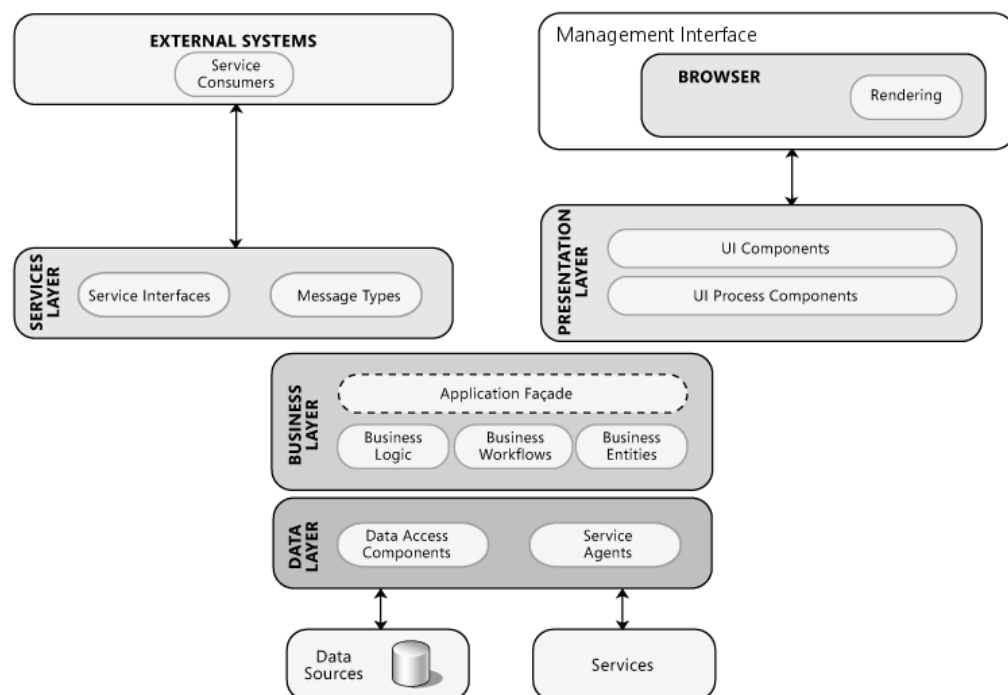 EXTERNAL SYSTEMS
Service
Consumers
Management Interface
BROWSER
Rendering
SERVICES
LAYER
Service Interfaces
Message Types
PRESENTATION
LAYER
UI Components
UI Process Components
BUSINESS
LAYER
Application Façade
Business
Logic
Business
Workflows
Business
Entities
DATA
LAYER
Data Access
Components
Service
Agents
Data
Sources
Services